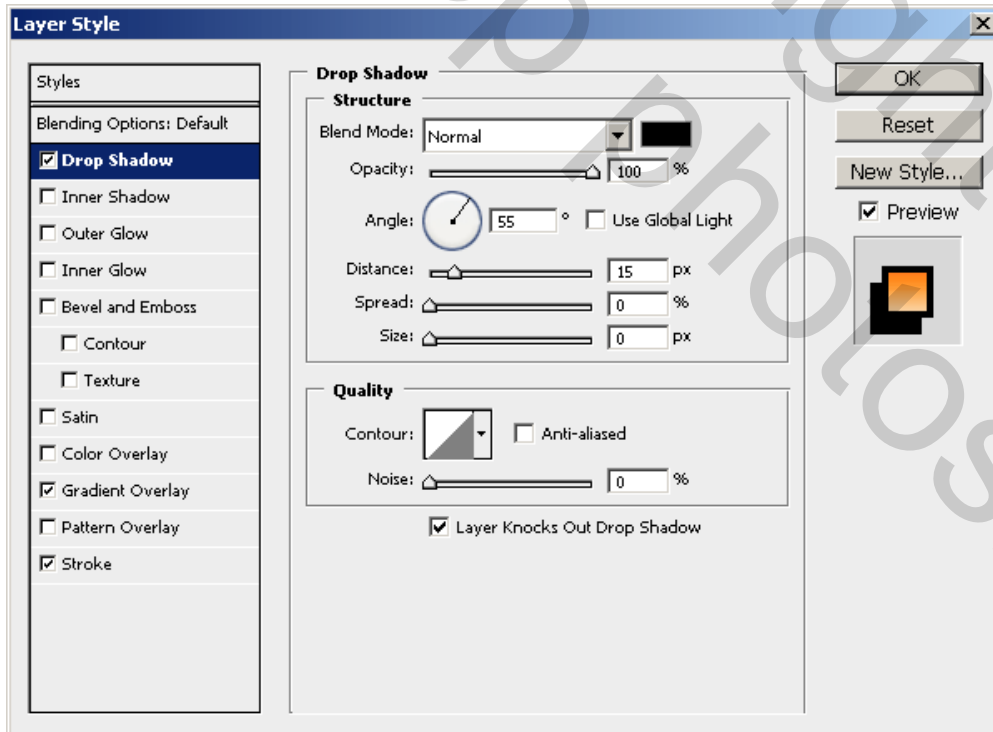 Layer Style
Styles
Blending Options: Default
Drop Shadow
Inner Shadow
Outer Glow
Inner Glow
Bevel and Emboss
Contour
Texture
Satin
Color Overlay
Gradient Overlay
Pattern Overlay
Stroke
Drop Shadow
Structure
Blend Mode: Normal
Opacity: 100 %
Angle: 55 ° Use Global Light
Distance: 15 px
Spread: 0 %
Size: 0 px
Quality
Contour: Anti-aliased
Noise: 0 %
Layer Knocks Out Drop Shadow
OK
Reset
New Style...
Preview
photos